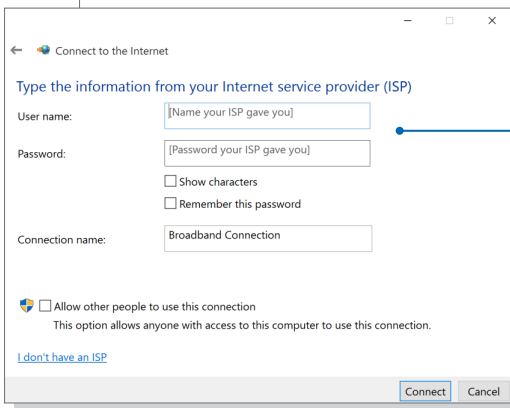 Connect to the Internet
Type the information from your Internet service provider (ISP)
User name: [Name your ISP gave you]
Password: [Password your ISP gave you]
Show characters
Remember this password
Connection name: Broadband Connection
Allow other people to use this connection
This option allows anyone with access to this computer to use this connection.
I don't have an ISP
Connect Cancel